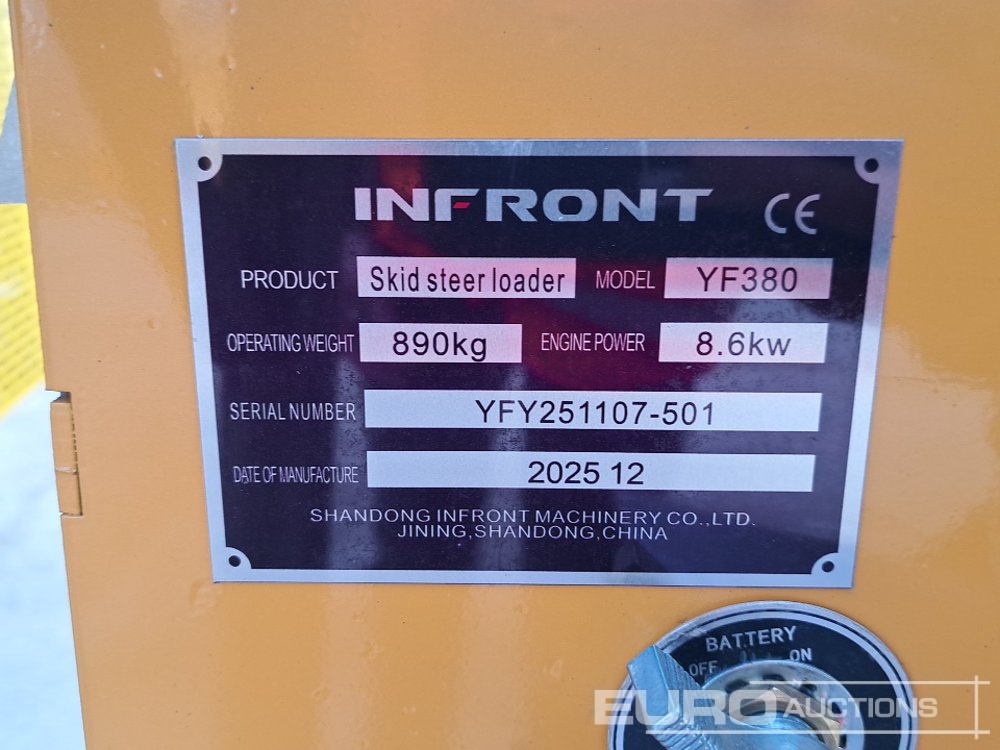 INFRONT CE
PRODUCT Skid steer loader MODEL YF380
OPERATING WEIGHT 890kg ENGINE POWER 8.6kw
SERIAL NUMBER YFY251107-501
DATE OF MANUFACTURE 2025 12
SHANDONG INFRONT MACHINERY CO.,LTD.
JINING,SHANDONG,CHINA
BATTERY
OFF ON
EURO AUCTIONS